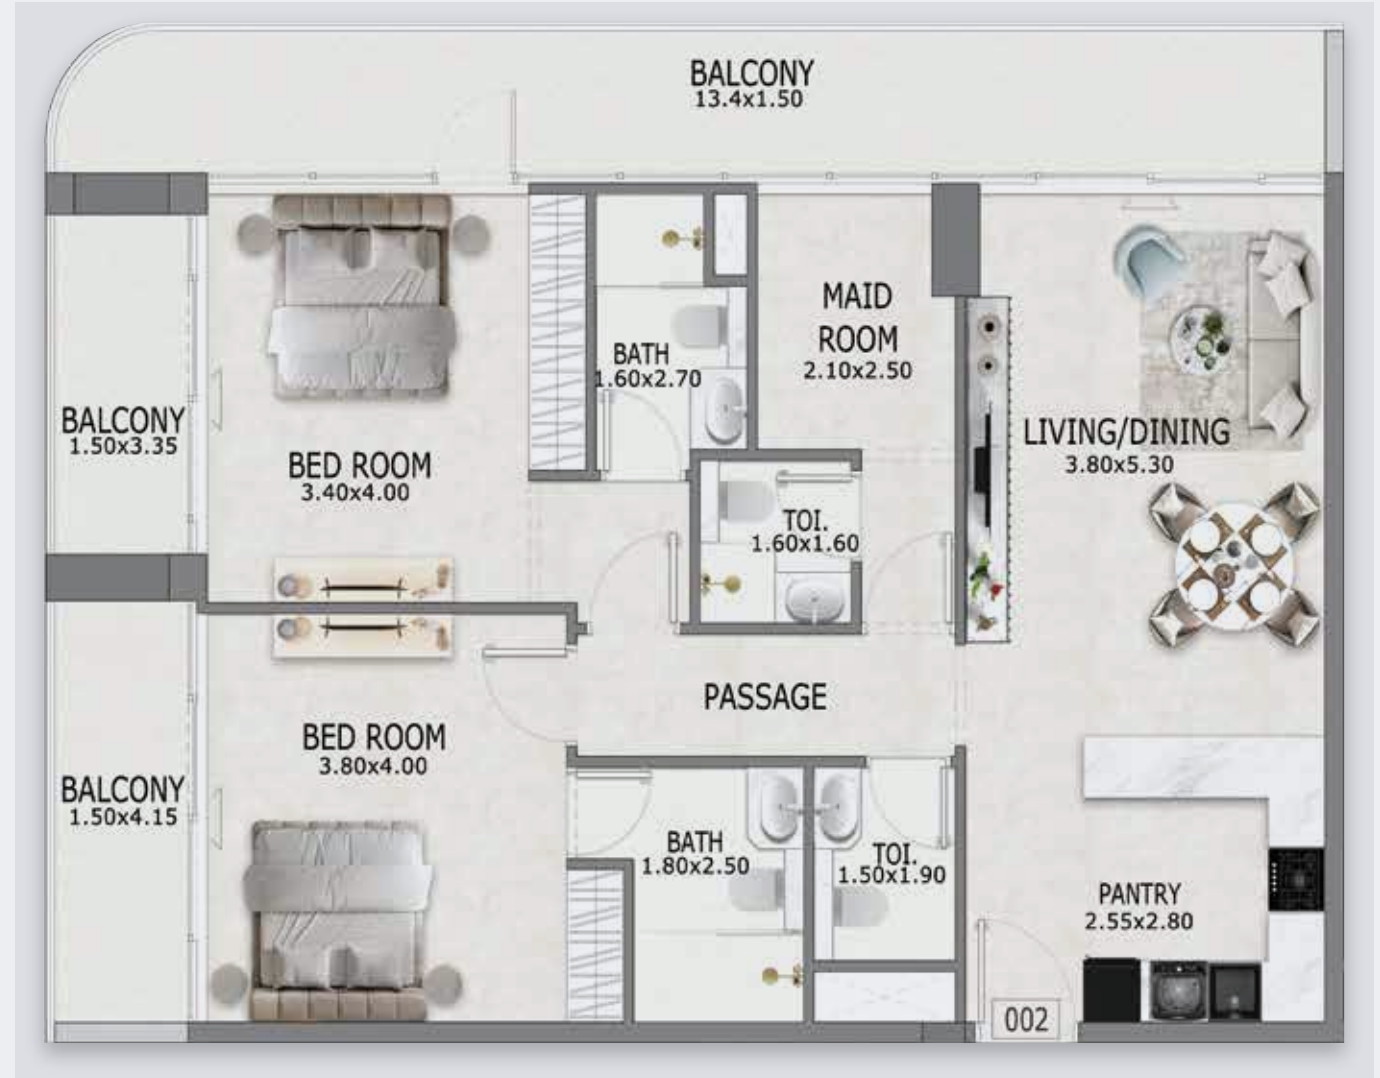 BALCONY
13.4x1.50
MAID
ROOM
2.10x2.50
BATH
1.60x2.70
BALCONY
1.50x3.35
LIVING/DINING
3.80x5.30
BED ROOM
3.40x4.00
TOI.
1.60x1.60
PASSAGE
BED ROOM
3.80x4.00
BALCONY
1.50x4.15
BATH
1.80x2.50
TOI.
1.50x1.90
PANTRY
2.55x2.80
002